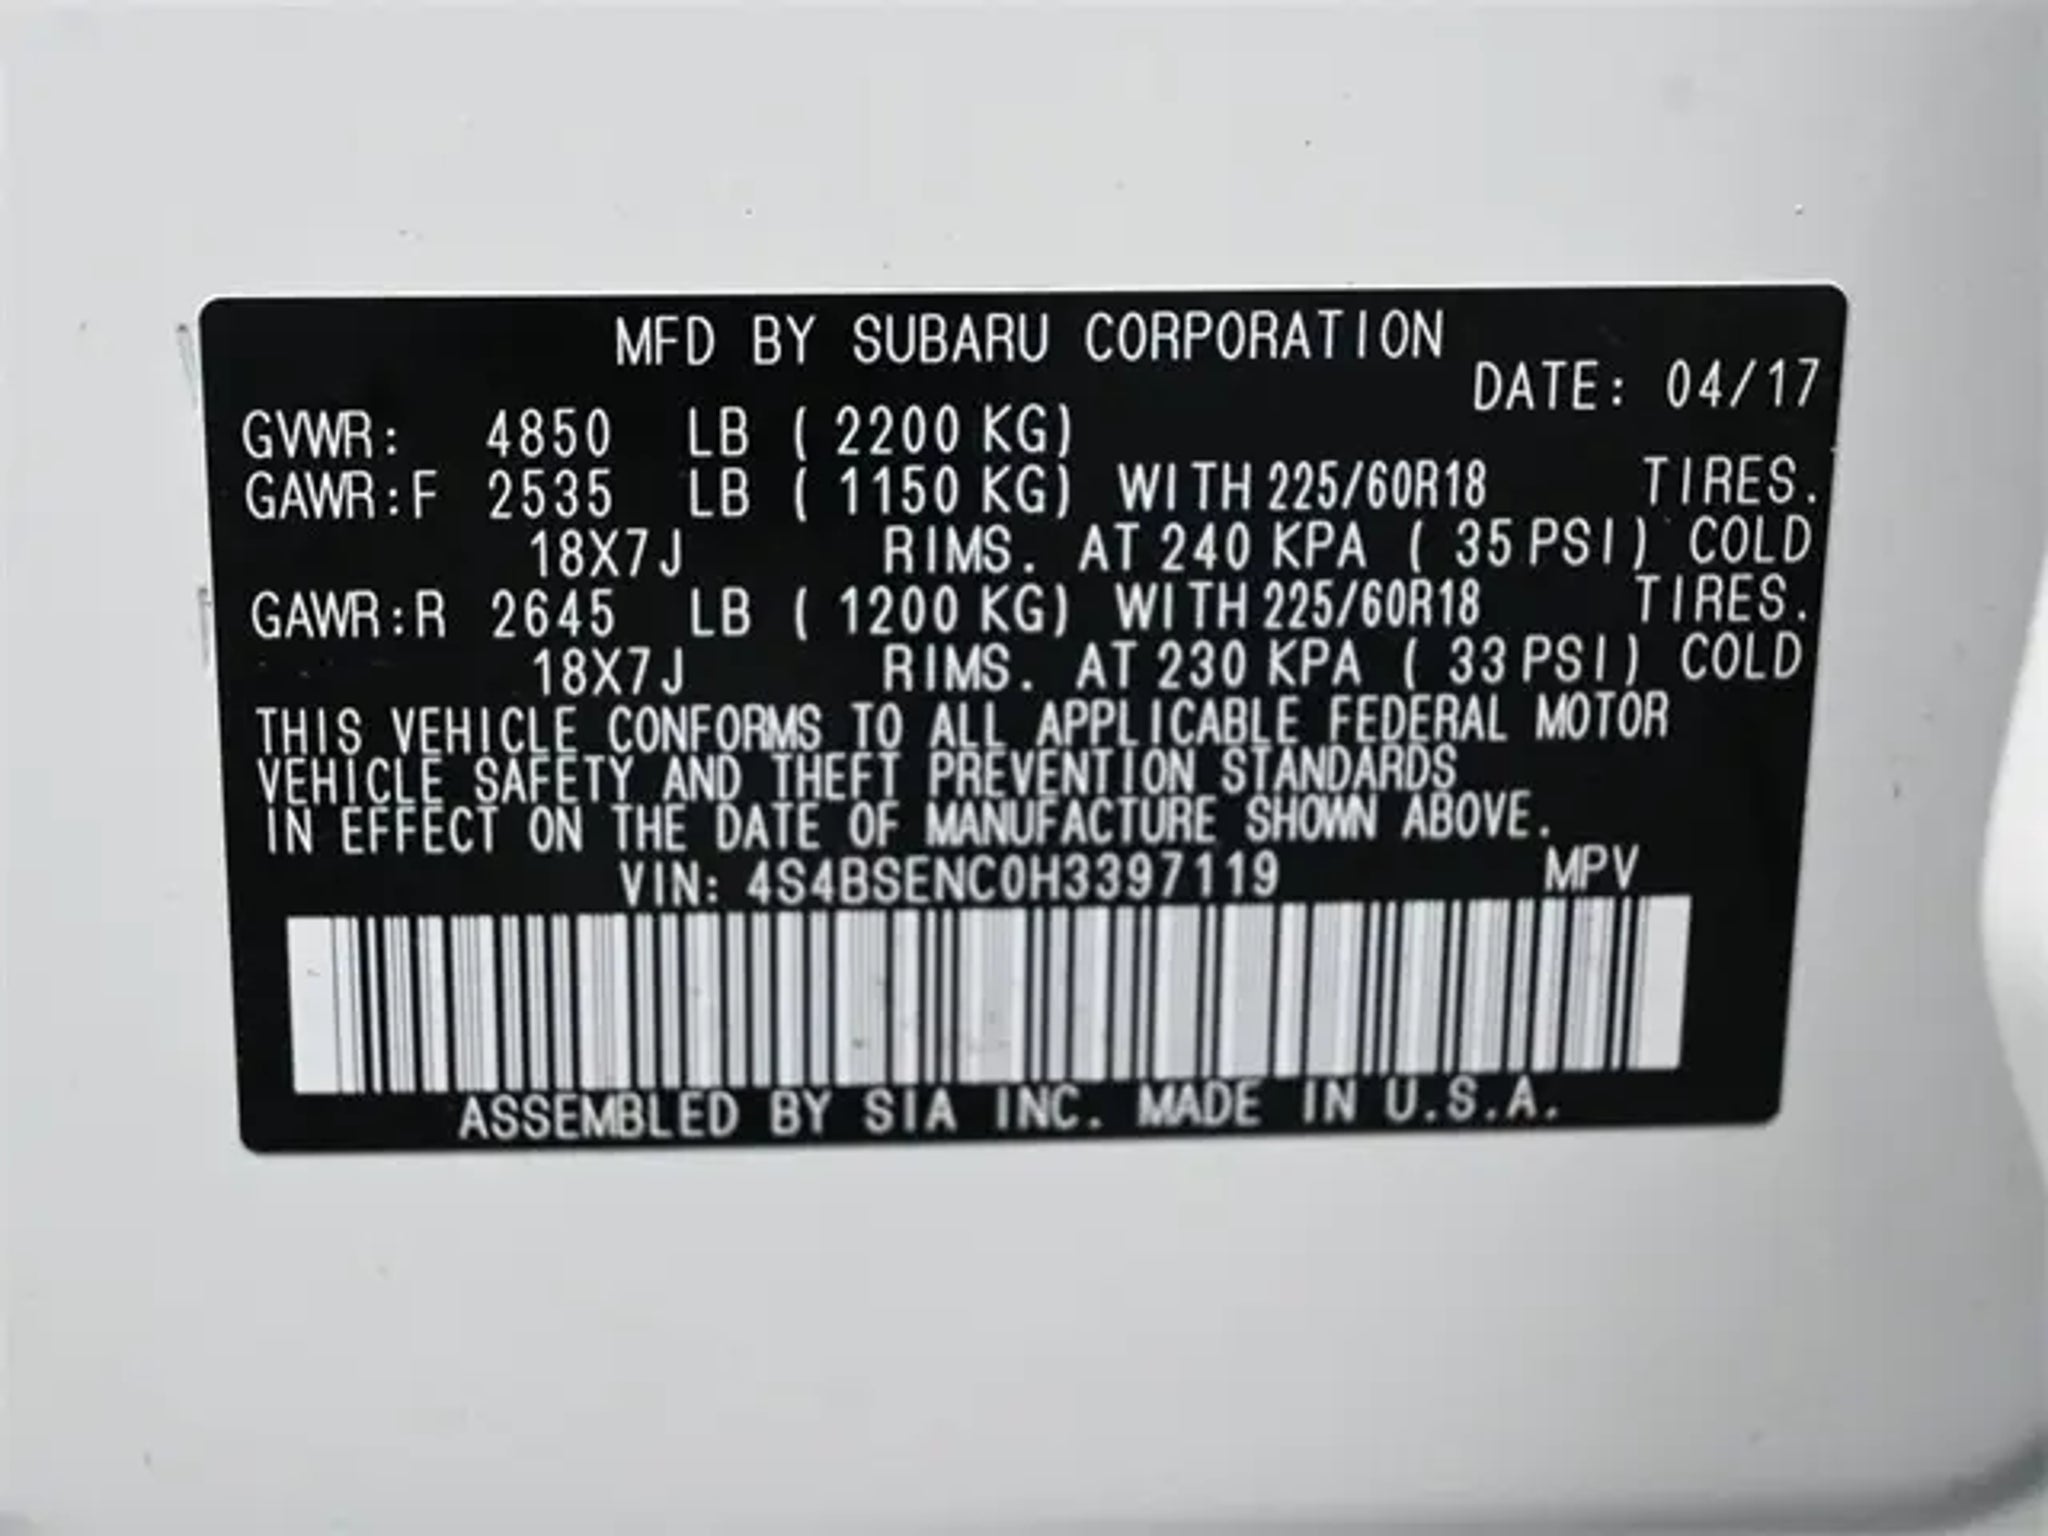 MFD BY SUBARU CORPORATION
DATE: 04/17
GVWR: 4850 LB ( 2200 KG)
GAWR:F 2535 LB ( 1150 KG) WITH 225/60R18 TIRES.
18X7J RIMS. AT 240 KPA ( 35 PSI) COLD
GAWR:R 2645 LB ( 1200 KG) WITH 225/60R18 TIRES.
18X7J RIMS. AT 230 KPA ( 33 PSI) COLD
THIS VEHICLE CONFORMS TO ALL APPLICABLE FEDERAL MOTOR
VEHICLE SAFETY AND THEFT PREVENTION STANDARDS
IN EFFECT ON THE DATE OF MANUFACTURE SHOWN ABOVE.
VIN: 4S4BSENC0H3397119 MPV
ASSEMBLED BY SIA INC. MADE IN U.S.A.